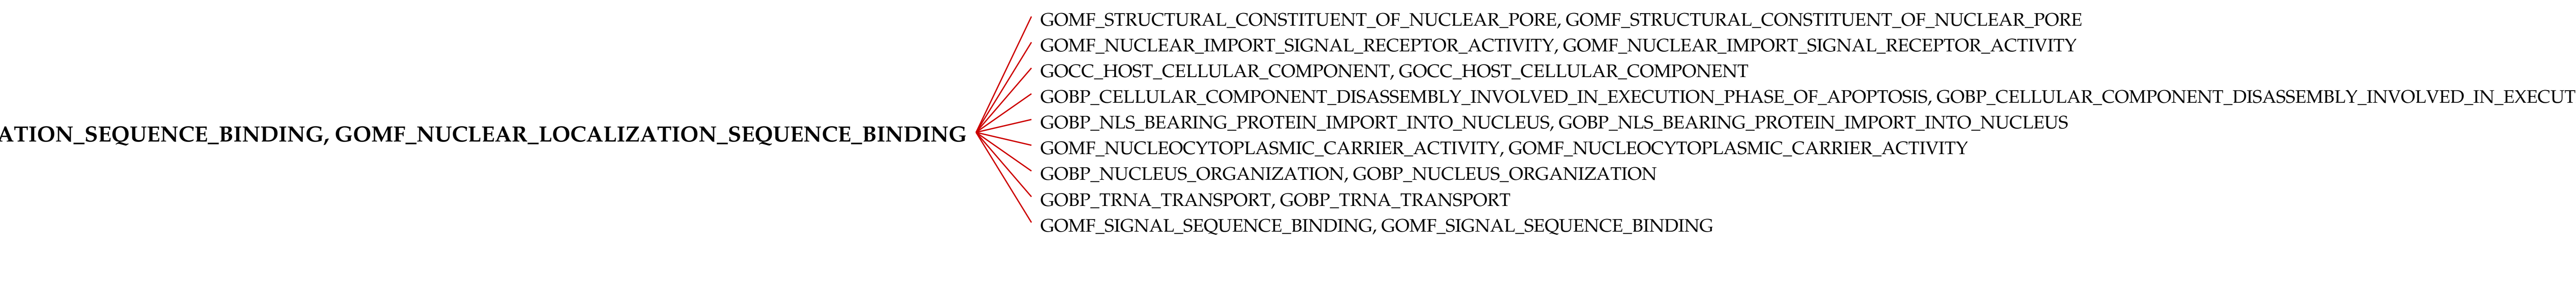 GOMF_STRUCTURAL_CONSTITUENT_OF_NUCLEAR_PORE, GOMF_STRUCTURAL_CONSTITUENT_OF_NUCLEAR_PORE
GOMF_NUCLEAR_IMPORT_SIGNAL_RECEPTOR_ACTIVITY, GOMF_NUCLEAR_IMPORT_SIGNAL_RECEPTOR_ACTIVITY
GOCC_HOST_CELLULAR_COMPONENT, GOCC_HOST_CELLULAR_COMPONENT
GOBP_CELLULAR_COMPONENT_DISASSEMBLY_INVOLVED_IN_EXECUTION_PHASE_OF_APOPTOSIS, GOBP_CELLULAR_COMPONENT_DISASSEMBLY_INVOLVED_IN_EXECUT
GOBP_NLS_BEARING_PROTEIN_IMPORT_INTO_NUCLEUS, GOBP_NLS_BEARING_PROTEIN_IMPORT_INTO_NUCLEUS
ATION_SEQUENCE_BINDING, GOMF_NUCLEAR_LOCALIZATION_SEQUENCE_BINDING
GOMF_NUCLEOCYTOPLASMIC_CARRIER_ACTIVITY, GOMF_NUCLEOCYTOPLASMIC_CARRIER_ACTIVITY
GOBP_NUCLEUS_ORGANIZATION, GOBP_NUCLEUS_ORGANIZATION
GOBP_TRNA_TRANSPORT, GOBP_TRNA_TRANSPORT
GOMF_SIGNAL_SEQUENCE_BINDING, GOMF_SIGNAL_SEQUENCE_BINDING